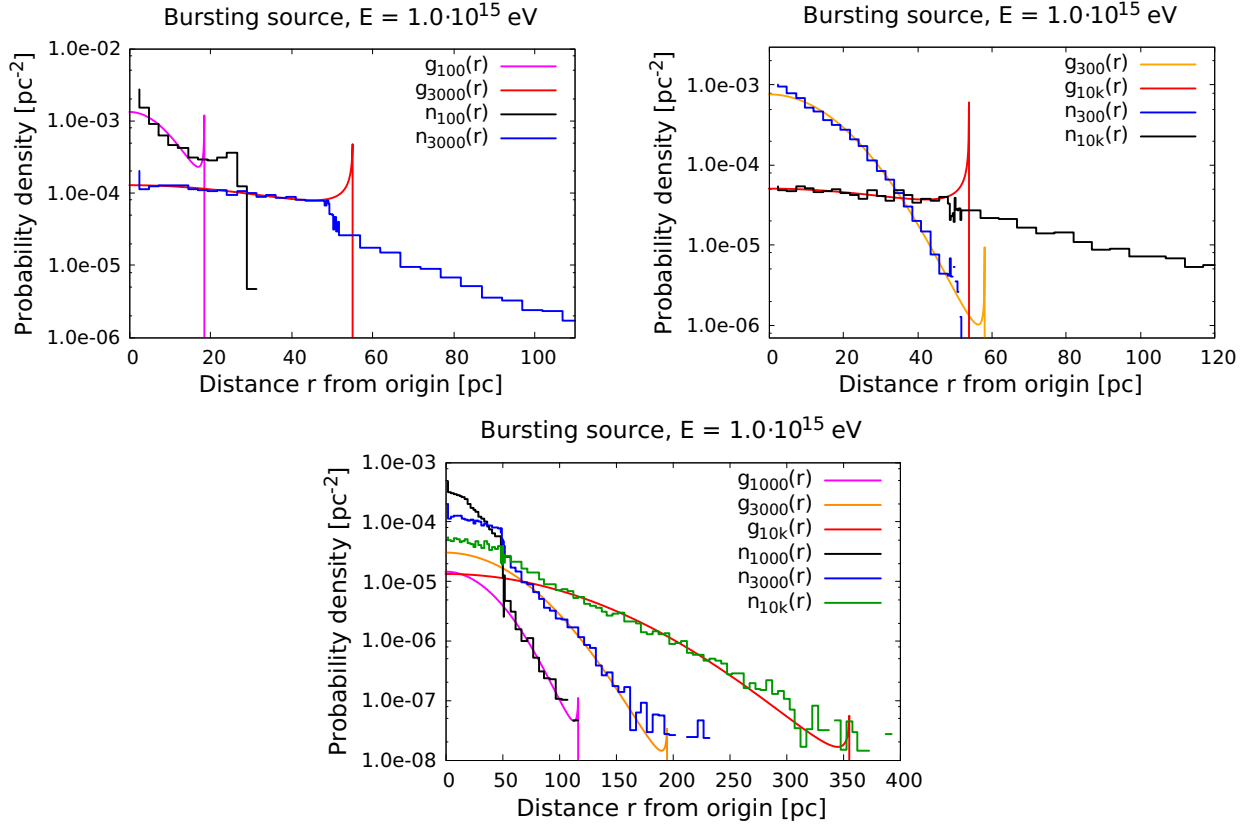 Bursting source, E = 1.0·10¹⁵ eV
Probability density [pc⁻²]
1.0e-02
1.0e-03
1.0e-04
1.0e-05
1.0e-06
g₁₀₀(r)
g₃₀₀₀(r)
n₁₀₀(r)
n₃₀₀₀(r)
0 20 40 60 80 100
Distance r from origin [pc]
Bursting source, E = 1.0·10¹⁵ eV
Probability density [pc⁻²]
1.0e-03
1.0e-04
1.0e-05
1.0e-06
g₃₀₀(r)
g₁₀ₖ(r)
n₃₀₀(r)
n₁₀ₖ(r)
0 20 40 60 80 100 120
Distance r from origin [pc]
Bursting source, E = 1.0·10¹⁵ eV
Probability density [pc⁻²]
1.0e-03
1.0e-04
1.0e-05
1.0e-06
1.0e-07
1.0e-08
g₁₀₀₀(r)
g₃₀₀₀(r)
g₁₀ₖ(r)
n₁₀₀₀(r)
n₃₀₀₀(r)
n₁₀ₖ(r)
0 50 100 150 200 250 300 350 400
Distance r from origin [pc]